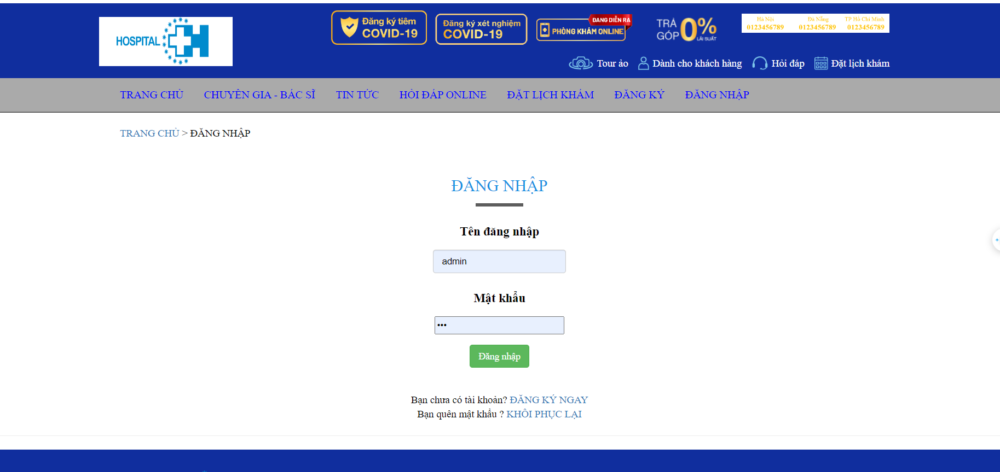 HOSPITAL
Đăng ký tiêm
COVID-19
Đăng ký xét nghiệm
COVID-19
ĐANG DIỄN RA
PHÒNG KHÁM ONLINE
TRẢ GÓP 0% LÃI SUẤT
Hà Nội Đà Nẵng TP Hồ Chí Minh
0123456789 0123456789 0123456789
Tour ảo Dành cho khách hàng Hỏi đáp Đặt lịch khám
TRANG CHỦ CHUYÊN GIA - BÁC SĨ TIN TỨC HỎI ĐÁP ONLINE ĐẶT LỊCH KHÁM ĐĂNG KÝ ĐĂNG NHẬP
TRANG CHỦ > ĐĂNG NHẬP
ĐĂNG NHẬP
Tên đăng nhập
admin
Mật khẩu
•••
Đăng nhập
Bạn chưa có tài khoản? ĐĂNG KÝ NGAY
Bạn quên mật khẩu ? KHÔI PHỤC LẠI